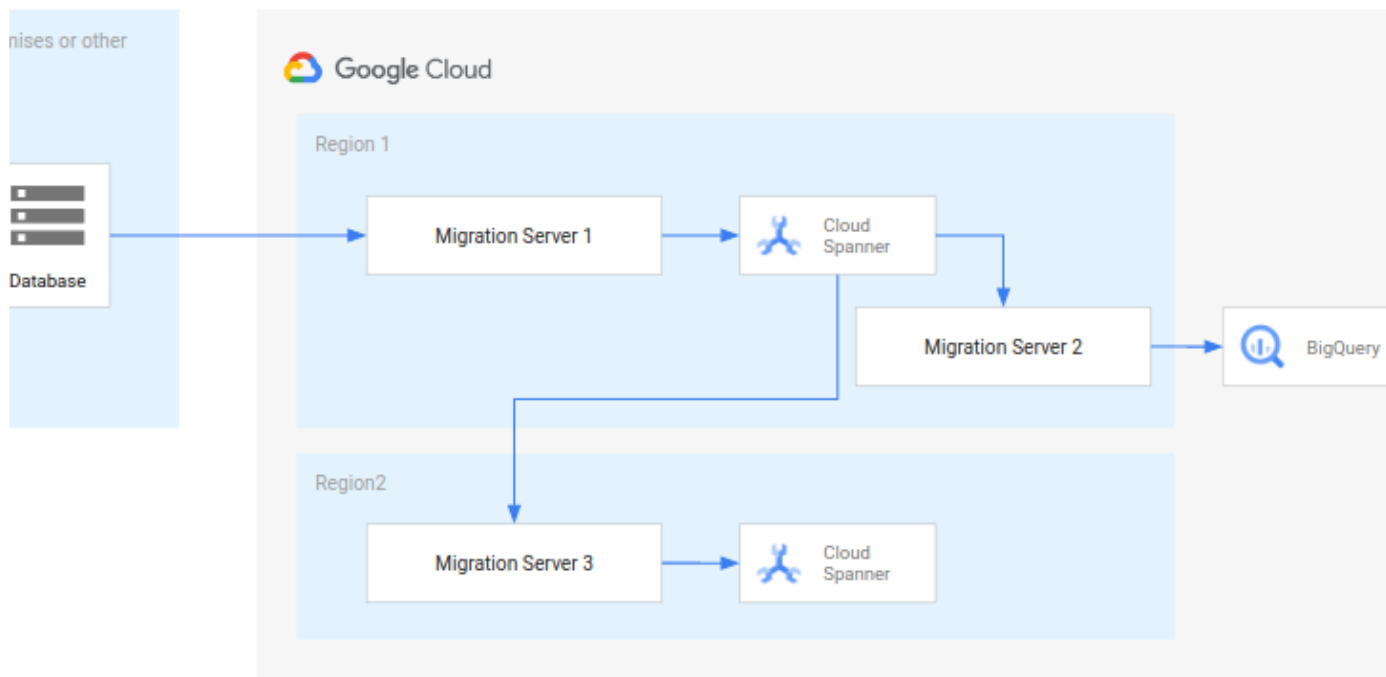 mises or other
Google Cloud
Region 1
Migration Server 1
Cloud
Spanner
Database
Migration Server 2
BigQuery
Region2
Migration Server 3
Cloud
Spanner